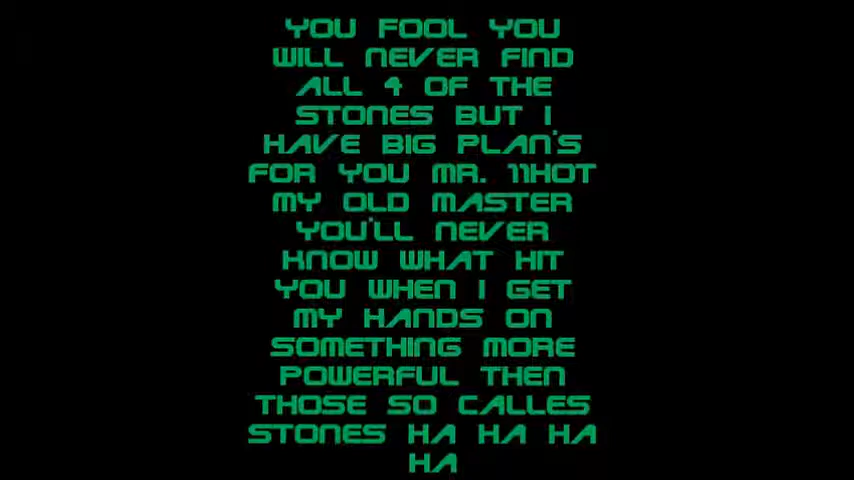 YOU FOOL YOU
WILL NEVER FIND
ALL 4 OF THE
STONES BUT I
HAVE BIG PLAN'S
FOR YOU MR. 11HOT
MY OLD MASTER
YOU'LL NEVER
KNOW WHAT HIT
YOU WHEN I GET
MY HANDS ON
SOMETHING MORE
POWERFUL THEN
THOSE SO CALLES
STONES HA HA HA
HA